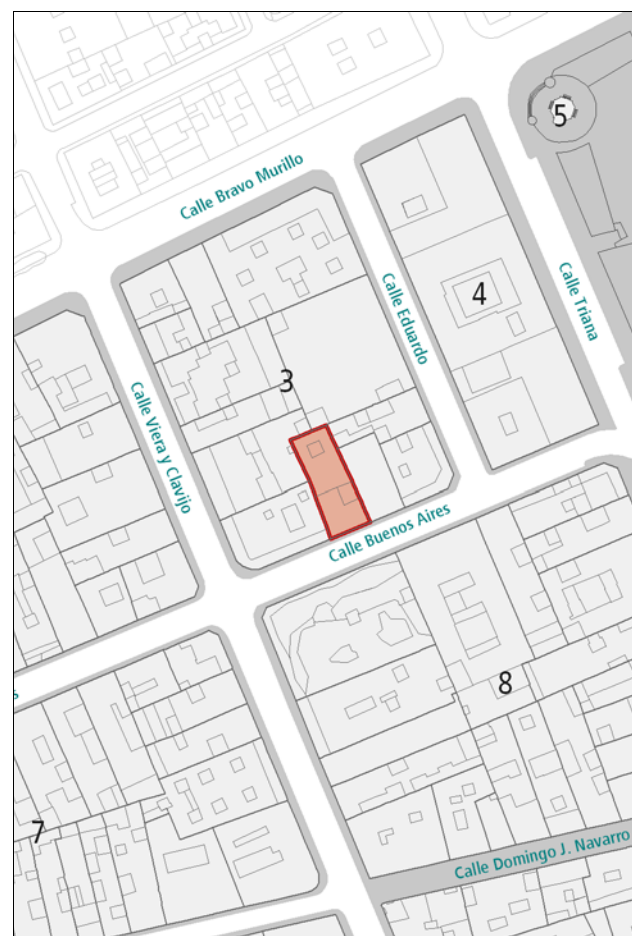 5
Calle Bravo Murillo
Calle Triana
4
Calle Eduardo
3
Calle Viera y Clavijo
Calle Buenos Aires
8
s
7
Calle Domingo J. Navarro